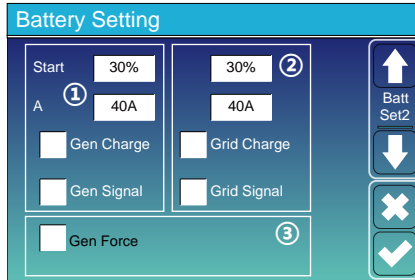 Battery Setting
Start 30% 30% ②
A ① 40A 40A
Gen Charge Grid Charge
Gen Signal Grid Signal
Gen Force ③
Batt
Set2